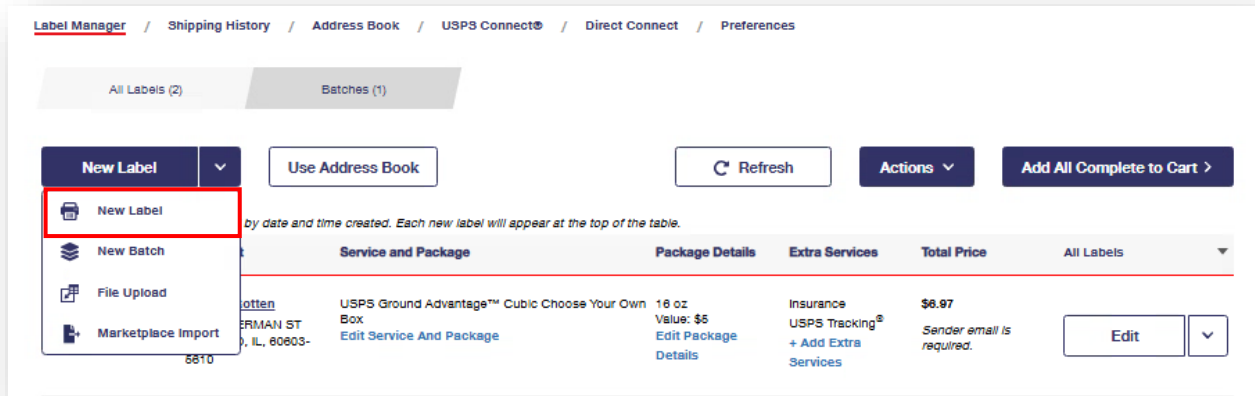 Label Manager / Shipping History / Address Book / USPS Connect® / Direct Connect / Preferences
All Labels (2) Batches (1)
New Label Use Address Book Refresh Actions Add All Complete to Cart >
New Label
by date and time created. Each new label will appear at the top of the table.
New Batch
Service and Package Package Details Extra Services Total Price All Labels
File Upload
Marketplace Import
USPS Ground Advantage™ Cubic Choose Your Own
Box
Edit Service And Package
16 oz
Value: $5
Edit Package
Details
Insurance
USPS Tracking®
+ Add Extra
Services
$6.97
Sender email is
required.
Edit
ERMAN ST
IL, 60603-
5610